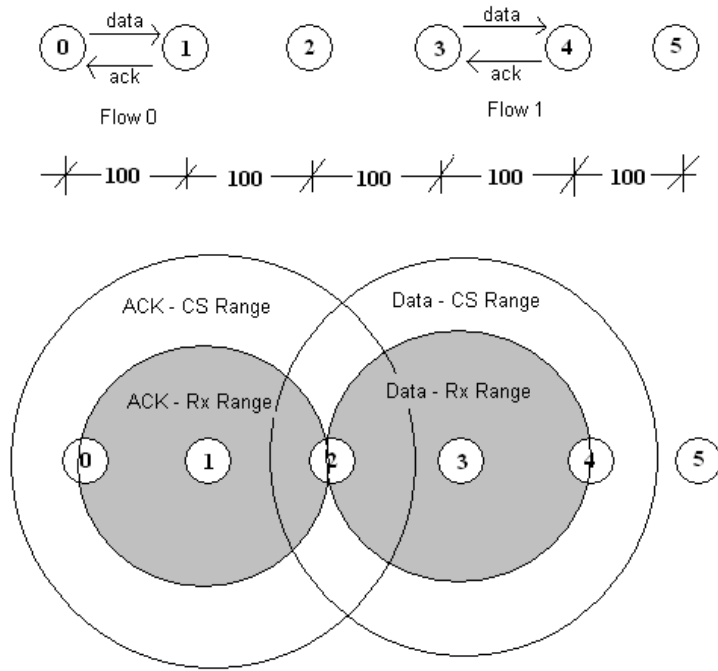 data data
0 1 2 3 4 5
ack ack
Flow 0 Flow 1
100 100 100 100 100
ACK - CS Range Data - CS Range
ACK - Rx Range Data - Rx Range
0 1 2 3 4 5